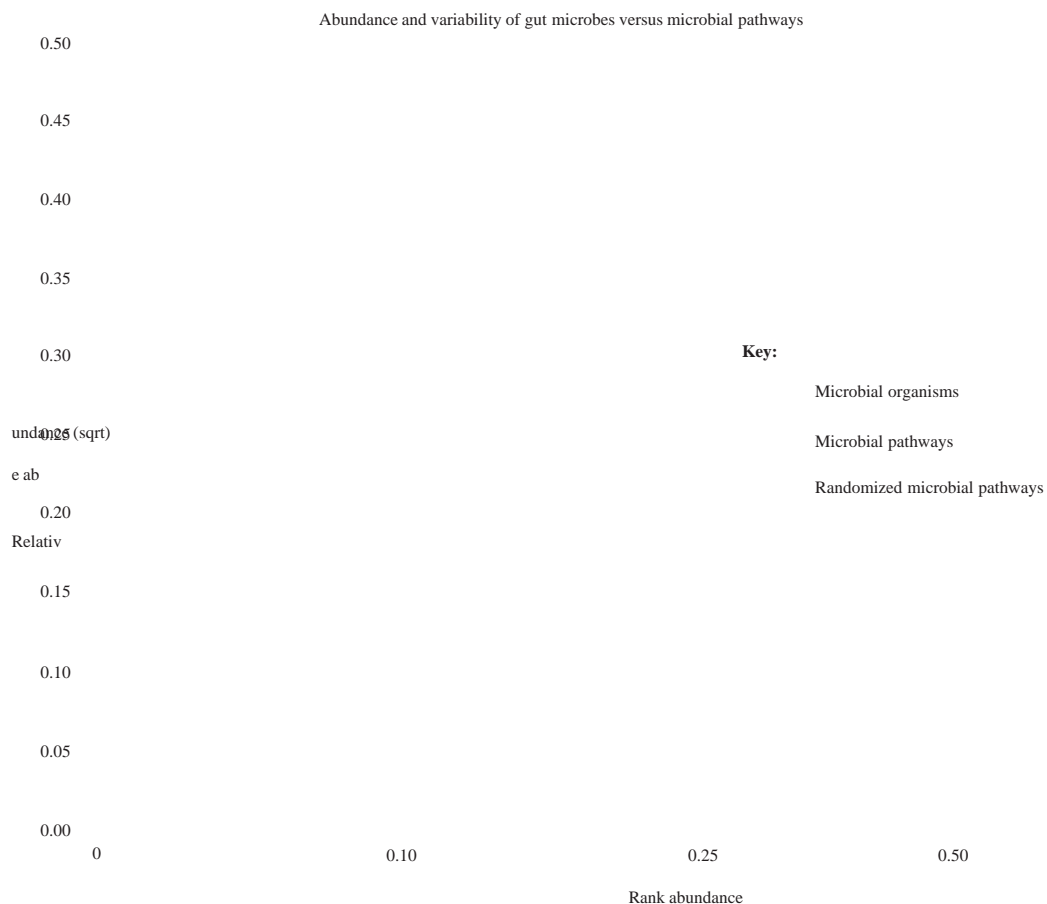 Abundance and variability of gut microbes versus microbial pathways
0.50
0.45
0.40
0.35
0.30
Key:
Microbial organisms
undance (sqrt)
0.25
Microbial pathways
e ab
Randomized microbial pathways
0.20
Relativ
0.15
0.10
0.05
0.00
0
0.10
0.25
0.50
Rank abundance